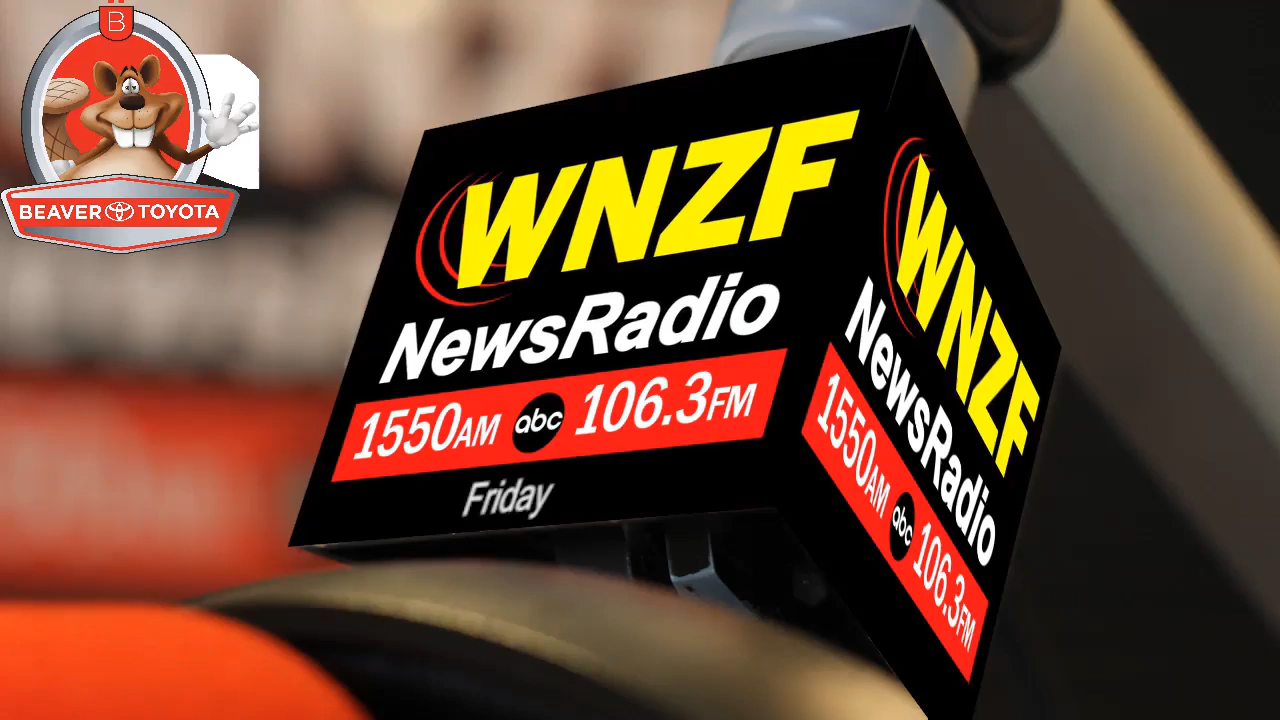 B
BEAVER TOYOTA
WNZF
NewsRadio
1550AM abc 106.3FM
Friday
WNZF
NewsRadio
1550AM abc 106.3FM